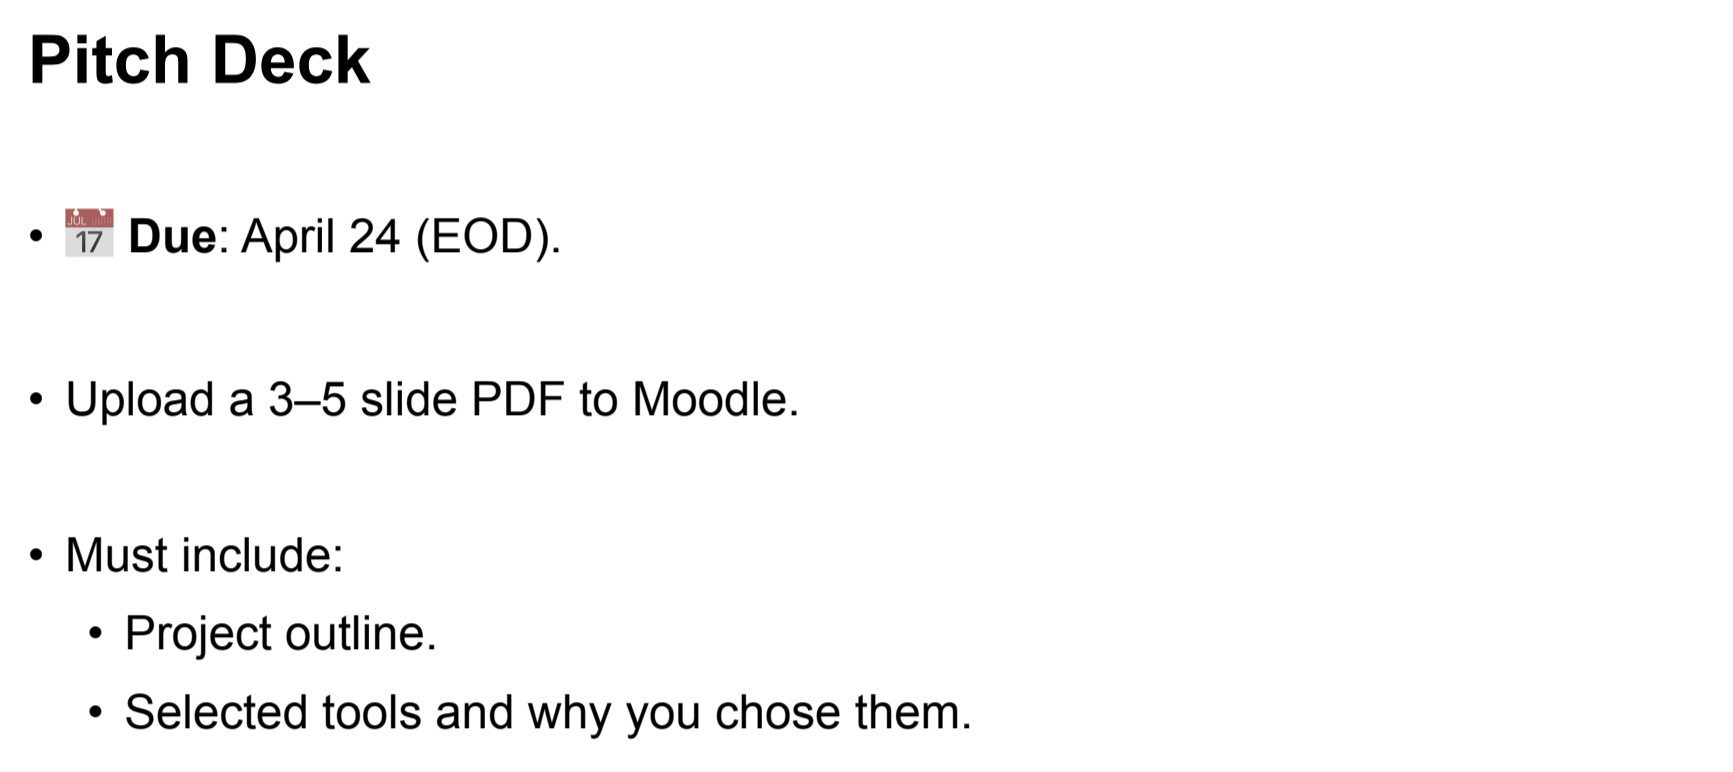 Pitch Deck
• JUL 17 Due: April 24 (EOD).
• Upload a 3–5 slide PDF to Moodle.
• Must include:
• Project outline.
• Selected tools and why you chose them.